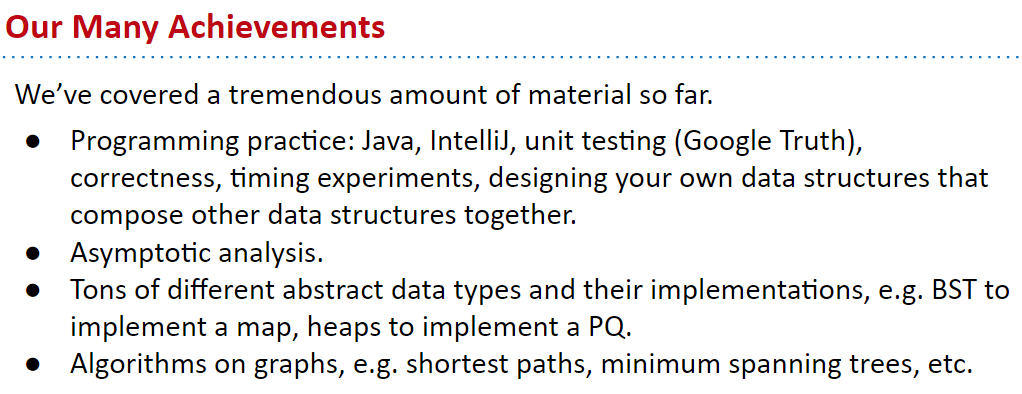 Our Many Achievements
We’ve covered a tremendous amount of material so far.
● Programming practice: Java, IntelliJ, unit testing (Google Truth),
correctness, timing experiments, designing your own data structures that
compose other data structures together.
● Asymptotic analysis.
● Tons of different abstract data types and their implementations, e.g. BST to
implement a map, heaps to implement a PQ.
● Algorithms on graphs, e.g. shortest paths, minimum spanning trees, etc.